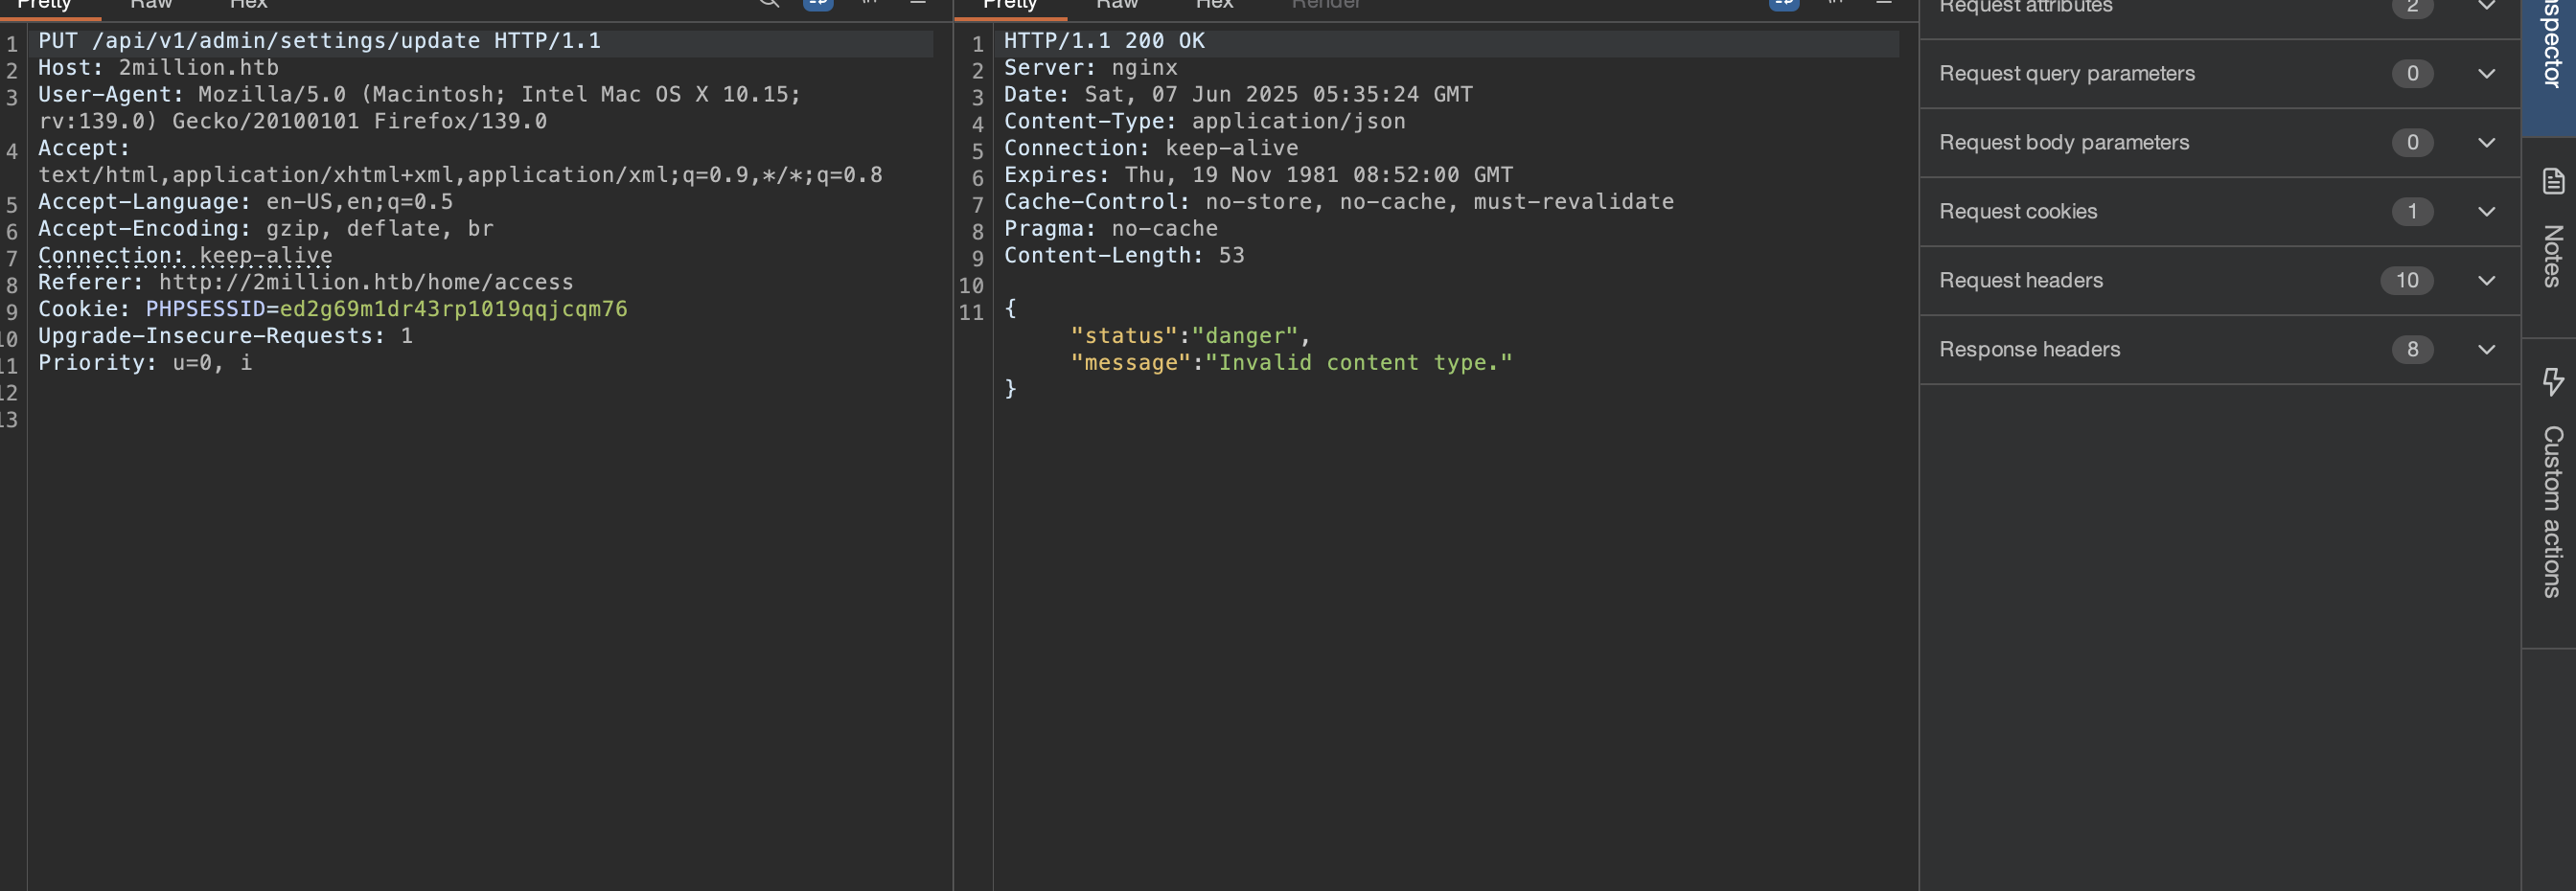 Pretty Raw Hex
1 PUT /api/v1/admin/settings/update HTTP/1.1
2 Host: 2million.htb
3 User-Agent: Mozilla/5.0 (Macintosh; Intel Mac OS X 10.15;
rv:139.0) Gecko/20100101 Firefox/139.0
4 Accept:
text/html,application/xhtml+xml,application/xml;q=0.9,*/*;q=0.8
5 Accept-Language: en-US,en;q=0.5
6 Accept-Encoding: gzip, deflate, br
7 Connection: keep-alive
8 Referer: http://2million.htb/home/access
9 Cookie: PHPSESSID=ed2g69m1dr43rp1019qqjcqm76
10 Upgrade-Insecure-Requests: 1
11 Priority: u=0, i
12
13
Pretty Raw Hex Render
1 HTTP/1.1 200 OK
2 Server: nginx
3 Date: Sat, 07 Jun 2025 05:35:24 GMT
4 Content-Type: application/json
5 Connection: keep-alive
6 Expires: Thu, 19 Nov 1981 08:52:00 GMT
7 Cache-Control: no-store, no-cache, must-revalidate
8 Pragma: no-cache
9 Content-Length: 53
10
11 {
"status":"danger",
"message":"Invalid content type."
}
Request attributes 2
Request query parameters 0
Request body parameters 0
Request cookies 1
Request headers 10
Response headers 8
nspector
Notes
Custom actions